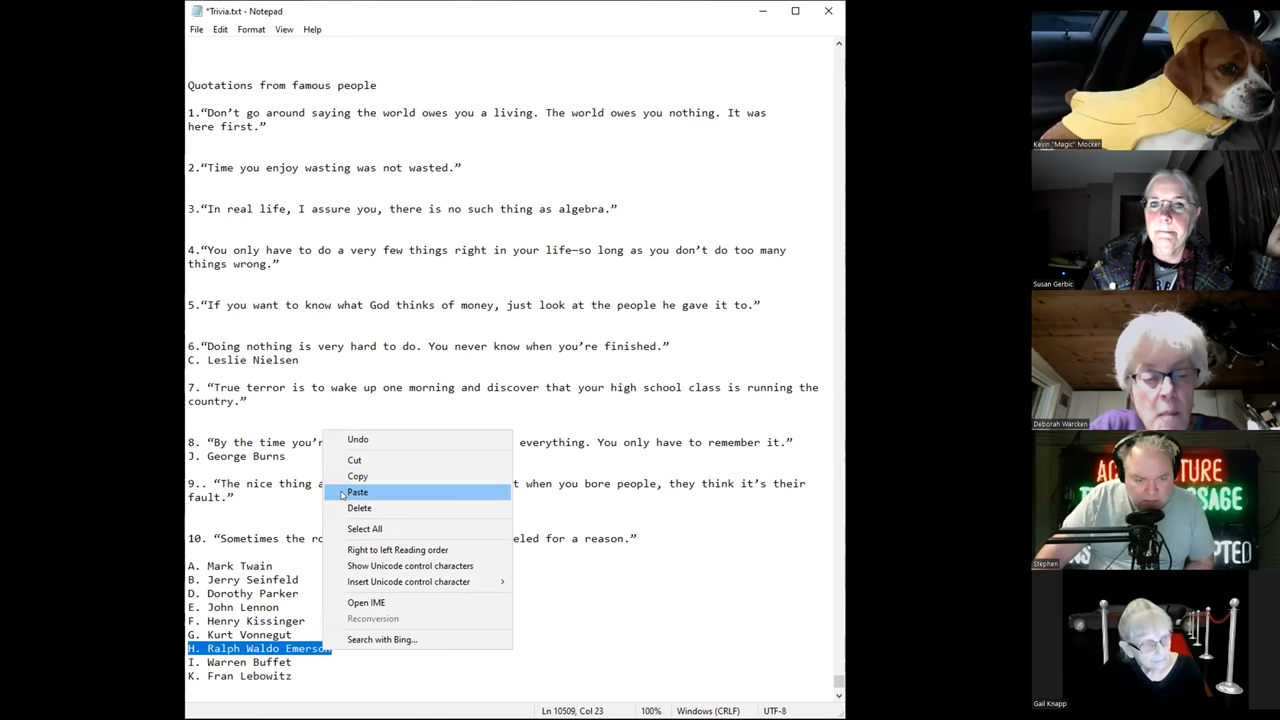 *Trivia.txt - Notepad
File Edit Format View Help
Quotations from famous people
1.“Don’t go around saying the world owes you a living. The world owes you nothing. It was
here first.”
2.“Time you enjoy wasting was not wasted.”
3.“In real life, I assure you, there is no such thing as algebra.”
4.“You only have to do a very few things right in your life—so long as you don’t do too many
things wrong.”
5.“If you want to know what God thinks of money, just look at the people he gave it to.”
6.“Doing nothing is very hard to do. You never know when you’re finished.”
C. Leslie Nielsen
7. “True terror is to wake up one morning and discover that your high school class is running the
country.”
8. “By the time you’r everything. You only have to remember it.”
J. George Burns
9.. “The nice thing a t when you bore people, they think it’s their
fault.”
10. “Sometimes the ro eled for a reason.”
A. Mark Twain
B. Jerry Seinfeld
D. Dorothy Parker
E. John Lennon
F. Henry Kissinger
G. Kurt Vonnegut
H. Ralph Waldo Emerson
I. Warren Buffet
K. Fran Lebowitz
Undo
Cut
Copy
Paste
Delete
Select All
Right to left Reading order
Show Unicode control characters
Insert Unicode control character
Open IME
Reconversion
Search with Bing...
Ln 10509, Col 23 100% Windows (CRLF) UTF-8
Kevin "Magic" Mocker
Susan Gerbic
Deborah Warcken
Stephen
Gail Knapp